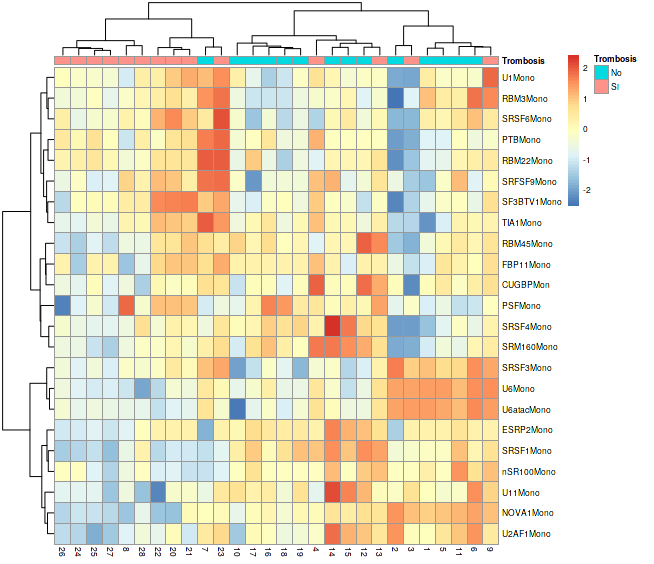 Trombosis
Trombosis
No
SI
2
1
0
-1
-2
U1Mono
RBM3Mono
SRSF6Mono
PTBMono
RBM22Mono
SRFSF9Mono
SF3BTV1Mono
TIA1Mono
RBM45Mono
FBP11Mono
CUGBPMon
PSFMono
SRSF4Mono
SRM160Mono
SRSF3Mono
U6Mono
U6atacMono
ESRP2Mono
SRSF1Mono
nSR100Mono
U11Mono
NOVA1Mono
U2AF1Mono
26 24 25 27 8 28 22 20 21 7 23 10 17 16 18 19 4 14 15 12 13 2 3 1 5 11 6 9